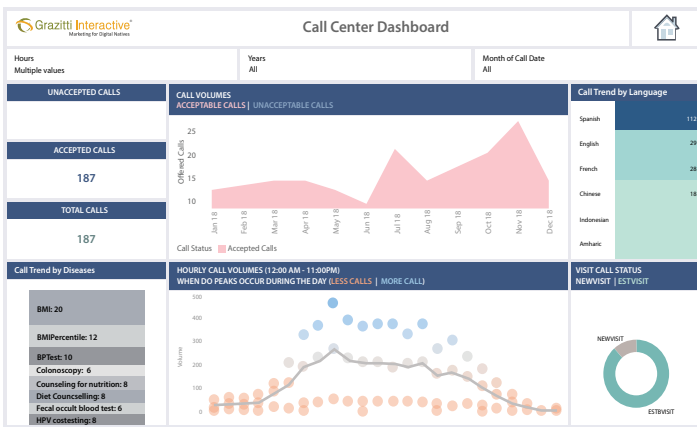 Grazitti Interactive®
Marketing for Digital Natives
Call Center Dashboard
Hours
Multiple values
Years
All
Month of Call Date
All
UNACCEPTED CALLS
ACCEPTED CALLS
187
TOTAL CALLS
187
CALL VOLUMES
ACCEPTABLE CALLS | UNACCEPTABLE CALLS
Offered Calls
25
20
15
10
Jan 18
Feb 18
Mar 18
Apr 18
May 18
Jun 18
Jul 18
Aug 18
Sep 18
Oct 18
Nov 18
Dec 18
Call Status Accepted Calls
Call Trend by Language
Spanish 112
English 29
French 28
Chinese 18
Indonesian
Amharic
Call Trend by Diseases
BMI: 20
BMIPercentile: 12
BPTest: 10
Colonoscopy: 6
Counseling for nutrition: 8
Diet Councselling: 8
Fecal occult blood test: 6
HPV costesting: 8
HOURLY CALL VOLUMES (12:00 AM - 11:00PM)
WHEN DO PEAKS OCCUR DURING THE DAY (LESS CALLS | MORE CALL)
Volume
500
400
300
200
100
0
VISIT CALL STATUS
NEWVISIT | ESTVISIT
NEWVISIT
ESTBVISIT